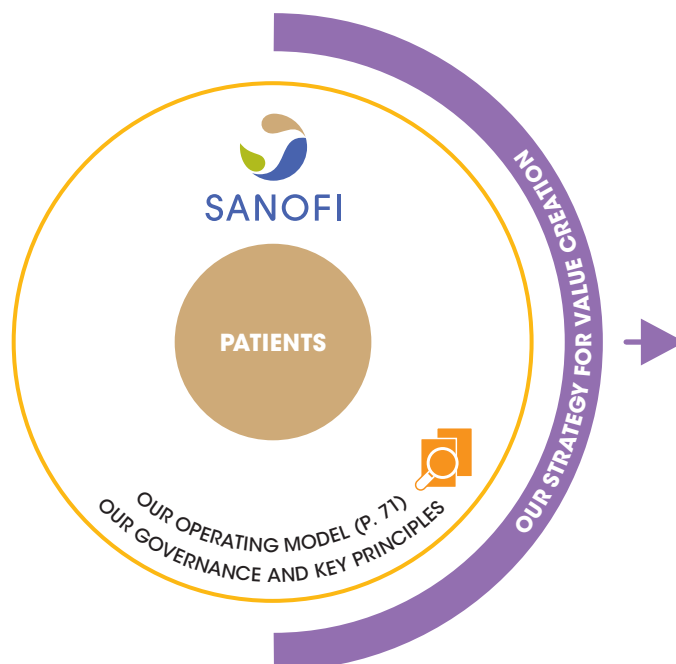 SANOFI
PATIENTS
OUR OPERATING MODEL (P. 71)
OUR GOVERNANCE AND KEY PRINCIPLES
OUR STRATEGY FOR VALUE CREATION